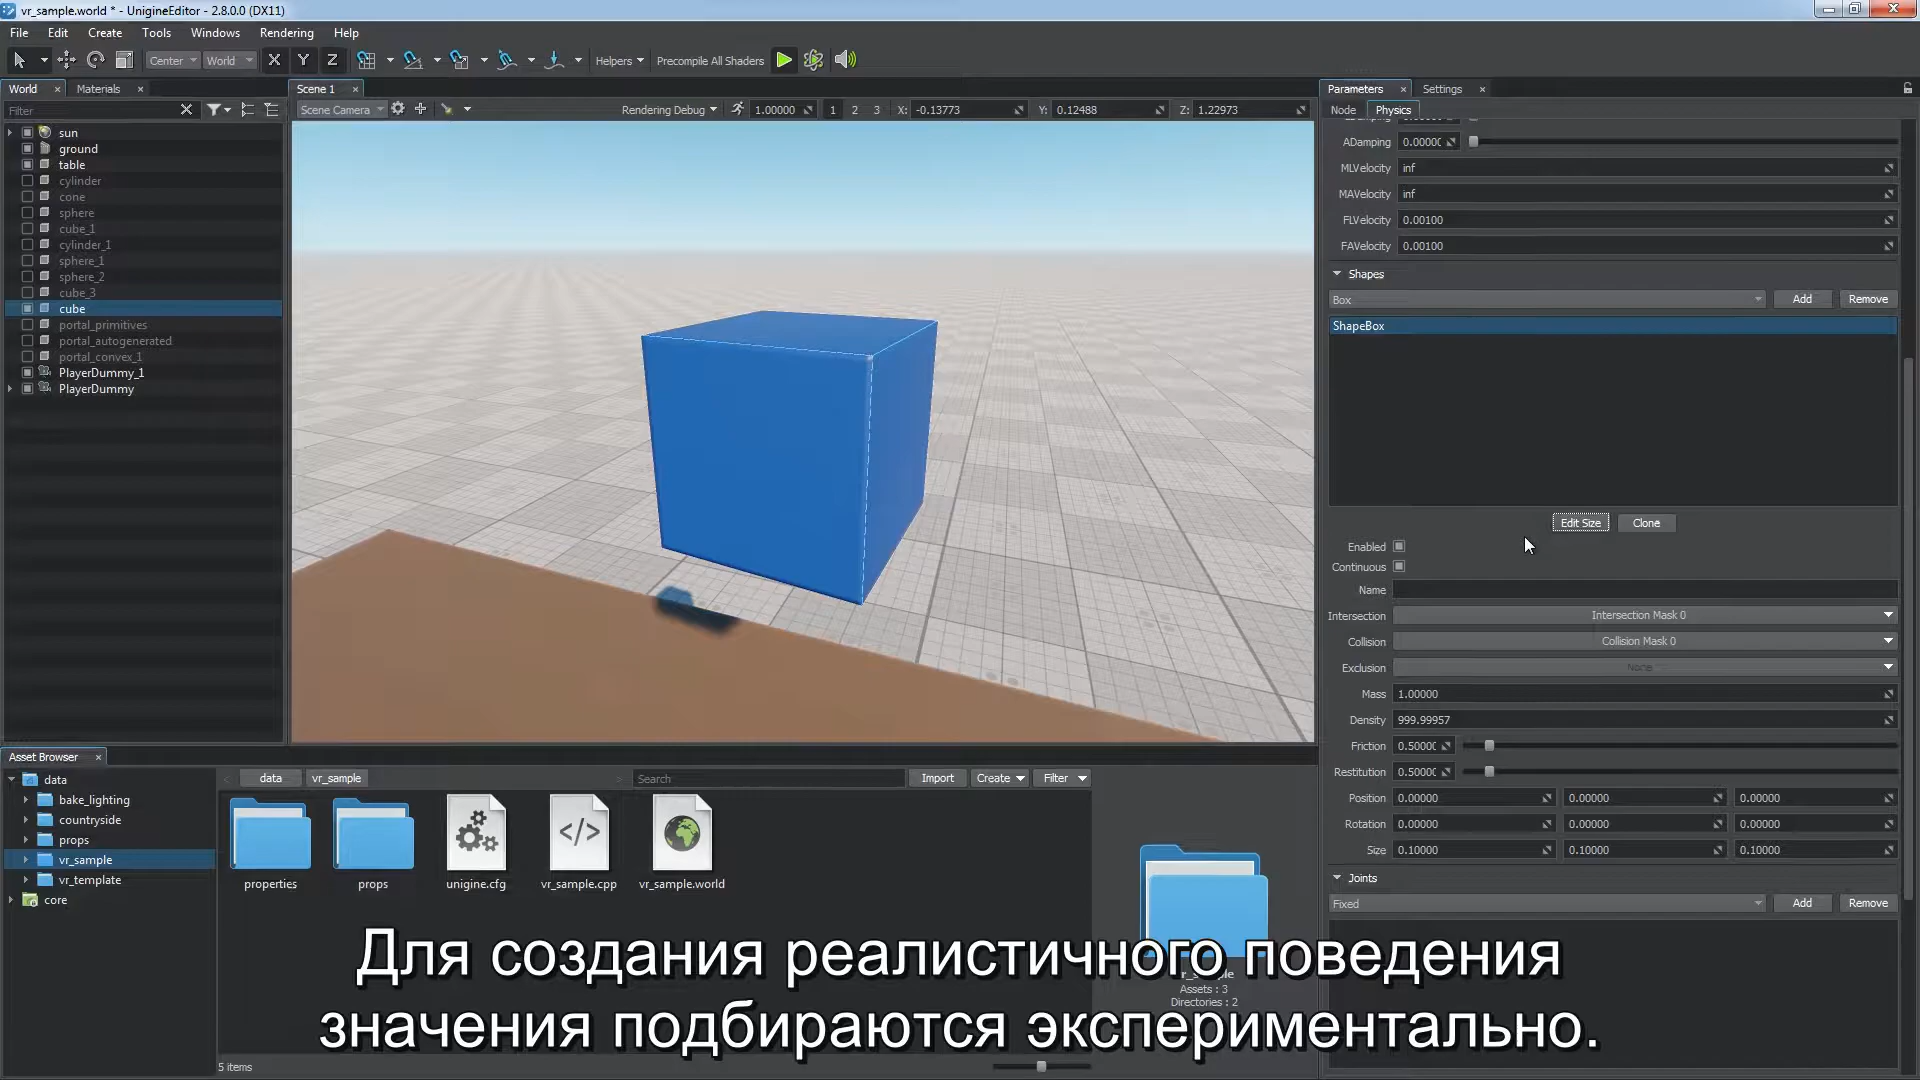 vr_sample.world * - UnigineEditor - 2.8.0.0 (DX11)
File Edit Create Tools Windows Rendering Help
Center World X Y Z Helpers Precompile All Shaders
World Materials
Filter
sun
ground
table
cylinder
cone
sphere
cube_1
cylinder_1
sphere_1
sphere_2
cube_3
cube
portal_primitives
portal_autogenerated
portal_convex_1
PlayerDummy_1
PlayerDummy
Scene 1
Scene Camera Rendering Debug 1.00000 1 2 3 X: -0.13773 Y: 0.12488 Z: 1.22973
Parameters Settings
Node Physics
ADamping 0.0000
MLVelocity inf
MAVelocity inf
FLVelocity 0.00100
FAVelocity 0.00100
Shapes
Box Add Remove
ShapeBox
Edit Size Clone
Enabled
Continuous
Name
Intersection Intersection Mask 0
Collision Collision Mask 0
Exclusion None
Mass 1.00000
Density 999.99957
Friction 0.5000
Restitution 0.5000
Position 0.00000 0.00000 0.00000
Rotation 0.00000 0.00000 0.00000
Size 0.10000 0.10000 0.10000
Joints
Fixed Add Remove
Asset Browser
data
bake_lighting
countryside
props
vr_sample
vr_template
core
data vr_sample Search Import Create Filter
properties props unigine.cfg vr_sample.cpp vr_sample.world
Assets : 3
Directories : 2
5 items
Для создания реалистичного поведения
значения подбираются экспериментально.